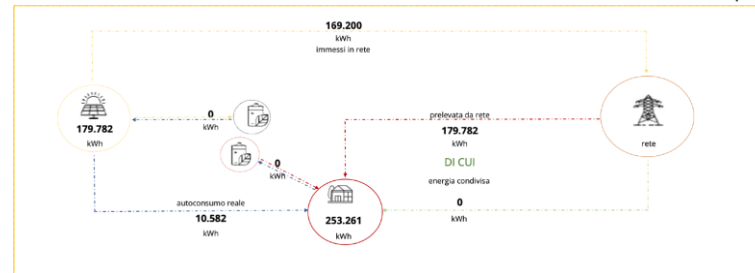 169.200
kWh
immessi in rete
179.782
kWh
0
kWh
0
kWh
prelevata da rete
179.782
kWh
rete
DI CUI
energia condivisa
0
kWh
autoconsumo reale
10.582
kWh
253.261
kWh